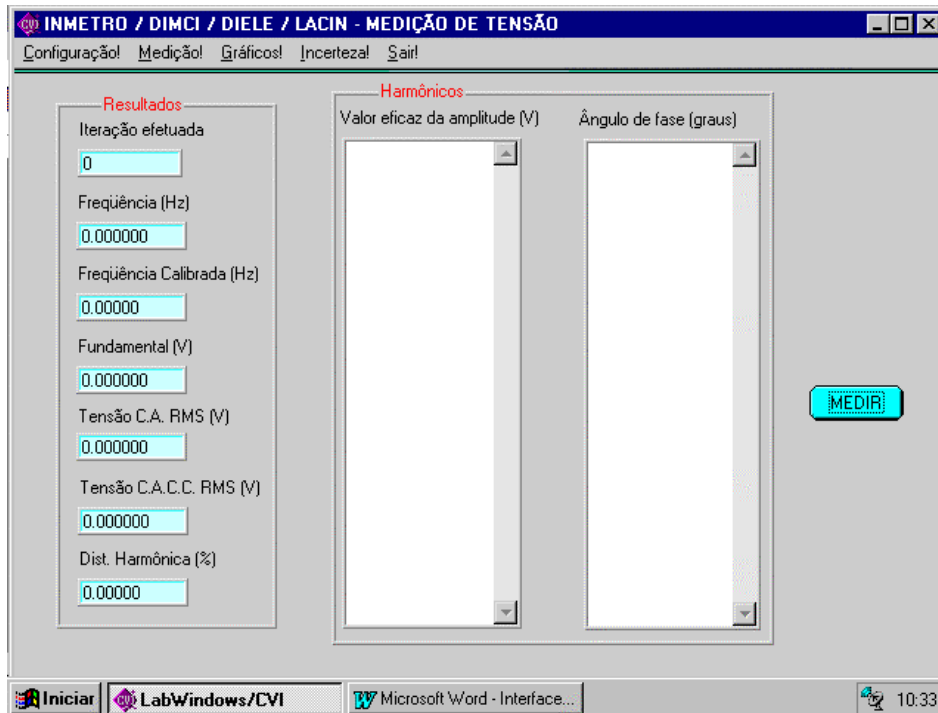 CVI INMETRO / DIMCI / DIELE / LACIN - MEDIÇÃO DE TENSÃO
Configuração! Medição! Gráficos! Incerteza! Sair!
Resultados
Iteração efetuada
0
Freqüência (Hz)
0.000000
Freqüência Calibrada (Hz)
0.00000
Fundamental (V)
0.000000
Tensão C.A. RMS (V)
0.000000
Tensão C.A.C.C. RMS (V)
0.000000
Dist. Harmônica (%)
0.00000
Harmônicos
Valor eficaz da amplitude (V)
Ângulo de fase (graus)
MEDIR
Iniciar CVI LabWindows/CVI W Microsoft Word - Interface... 10:33